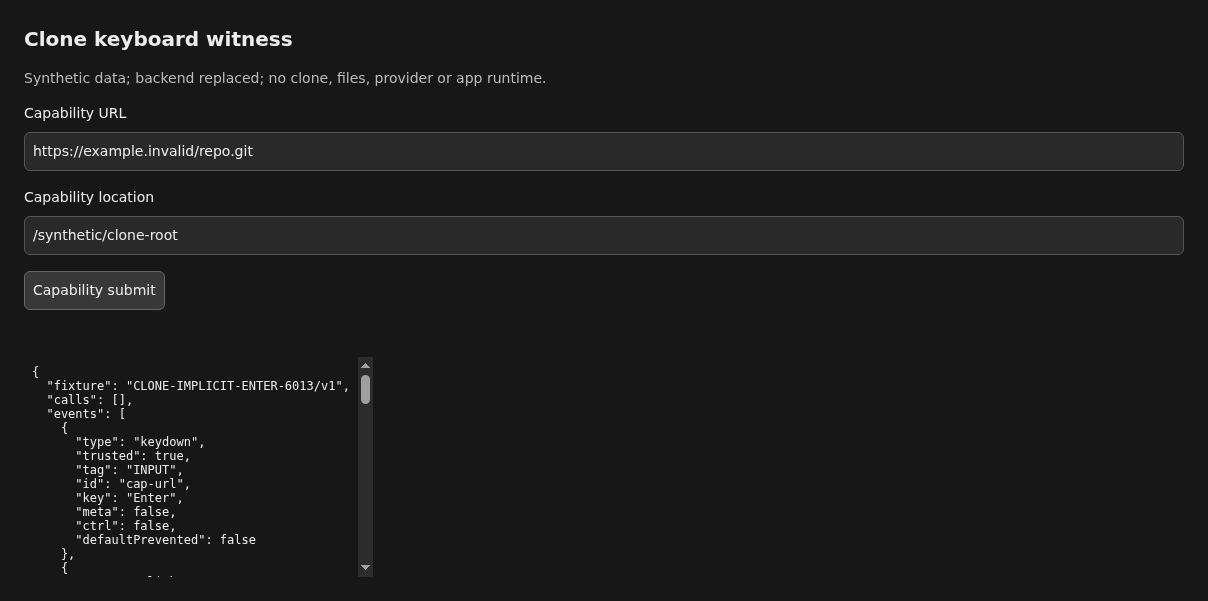 Clone keyboard witness
Synthetic data; backend replaced; no clone, files, provider or app runtime.
Capability URL
https://example.invalid/repo.git
Capability location
/synthetic/clone-root
Capability submit
{
  "fixture": "CLONE-IMPLICIT-ENTER-6013/v1",
  "calls": [],
  "events": [
    {
      "type": "keydown",
      "trusted": true,
      "tag": "INPUT",
      "id": "cap-url",
      "key": "Enter",
      "meta": false,
      "ctrl": false,
      "defaultPrevented": false
    },
    {